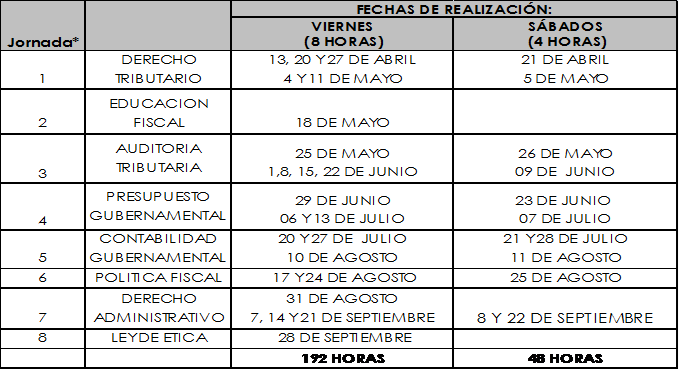 FECHAS DE REALIZACIÓN:
Jornada*
VIERNES
(8 HORAS)
SÁBADOS
(4 HORAS)
1
DERECHO
TRIBUTARIO
13, 20 Y27 DE ABRIL
4 Y11 DE MAYO
21 DE ABRIL
5 DE MAYO
2
EDUCACION
FISCAL
18 DE MAYO
3
AUDITORIA
TRIBUTARIA
25 DE MAYO
1,8, 15, 22 DE JUNIO
26 DE MAYO
09 DE JUNIO
4
PRESUPUESTO
GUBERNAMENTAL
29 DE JUNIO
06 Y13 DE JULIO
23 DE JUNIO
07 DE JULIO
5
CONTABILIDAD
GUBERNAMENTAL
20 Y27 DE JULIO
10 DE AGOSTO
21 Y28 DE JULIO
11 DE AGOSTO
6
POLITICA FISCAL
17 Y24 DE AGOSTO
25 DE AGOSTO
7
DERECHO
ADMINISTRATIVO
31 DE AGOSTO
7, 14 Y21 DE SEPTIEMBRE
8 Y 22 DE SEPTIEMBRE
8
LEYDE ETICA
28 DE SEPTIEMBRE
192 HORAS
48 HORAS